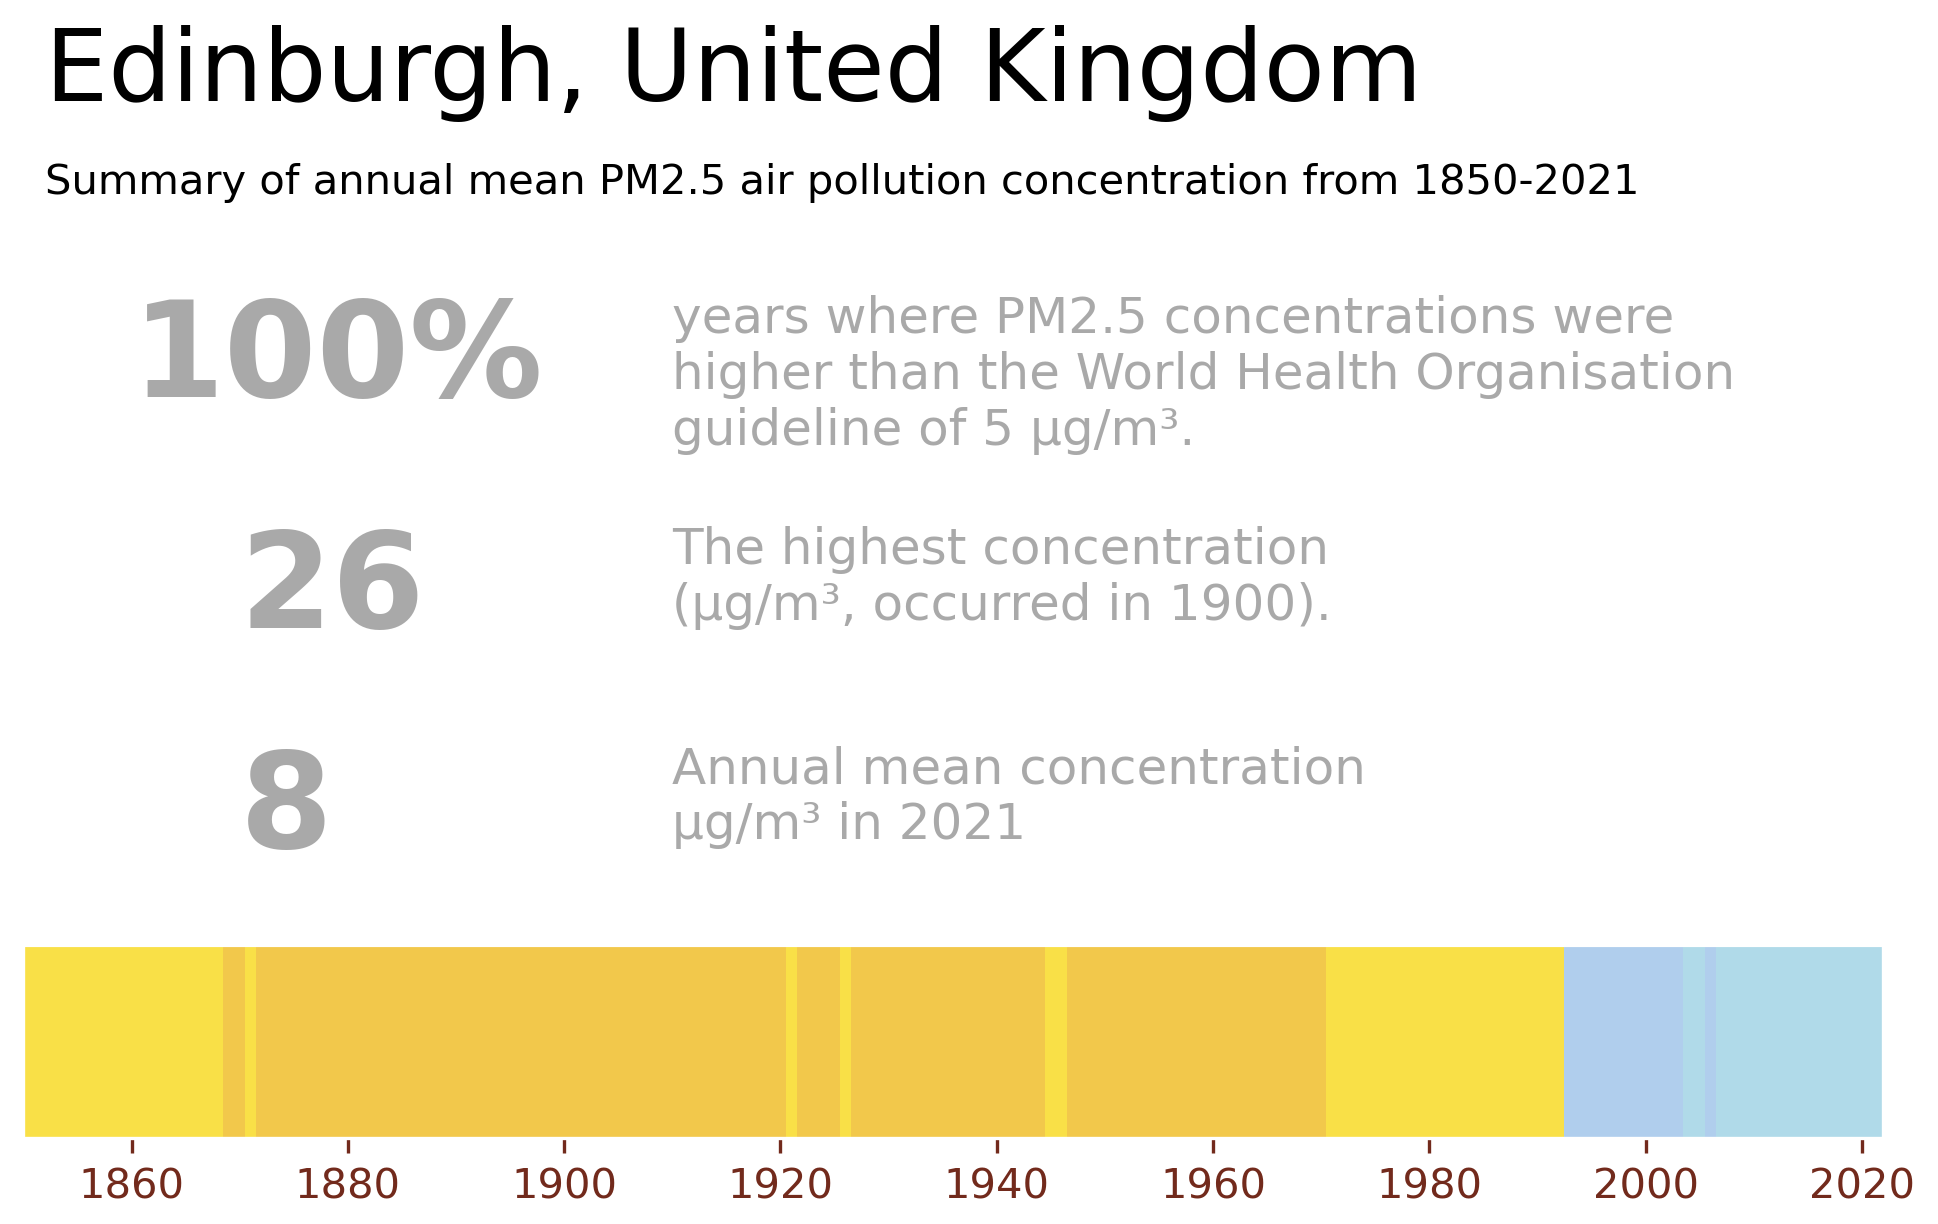 Edinburgh, United Kingdom
Summary of annual mean PM2.5 air pollution concentration from 1850-2021
100%
years where PM2.5 concentrations were
higher than the World Health Organisation
guideline of 5 µg/m³.
26
The highest concentration
(µg/m³, occurred in 1900).
8
Annual mean concentration
µg/m³ in 2021
1860 1880 1900 1920 1940 1960 1980 2000 2020